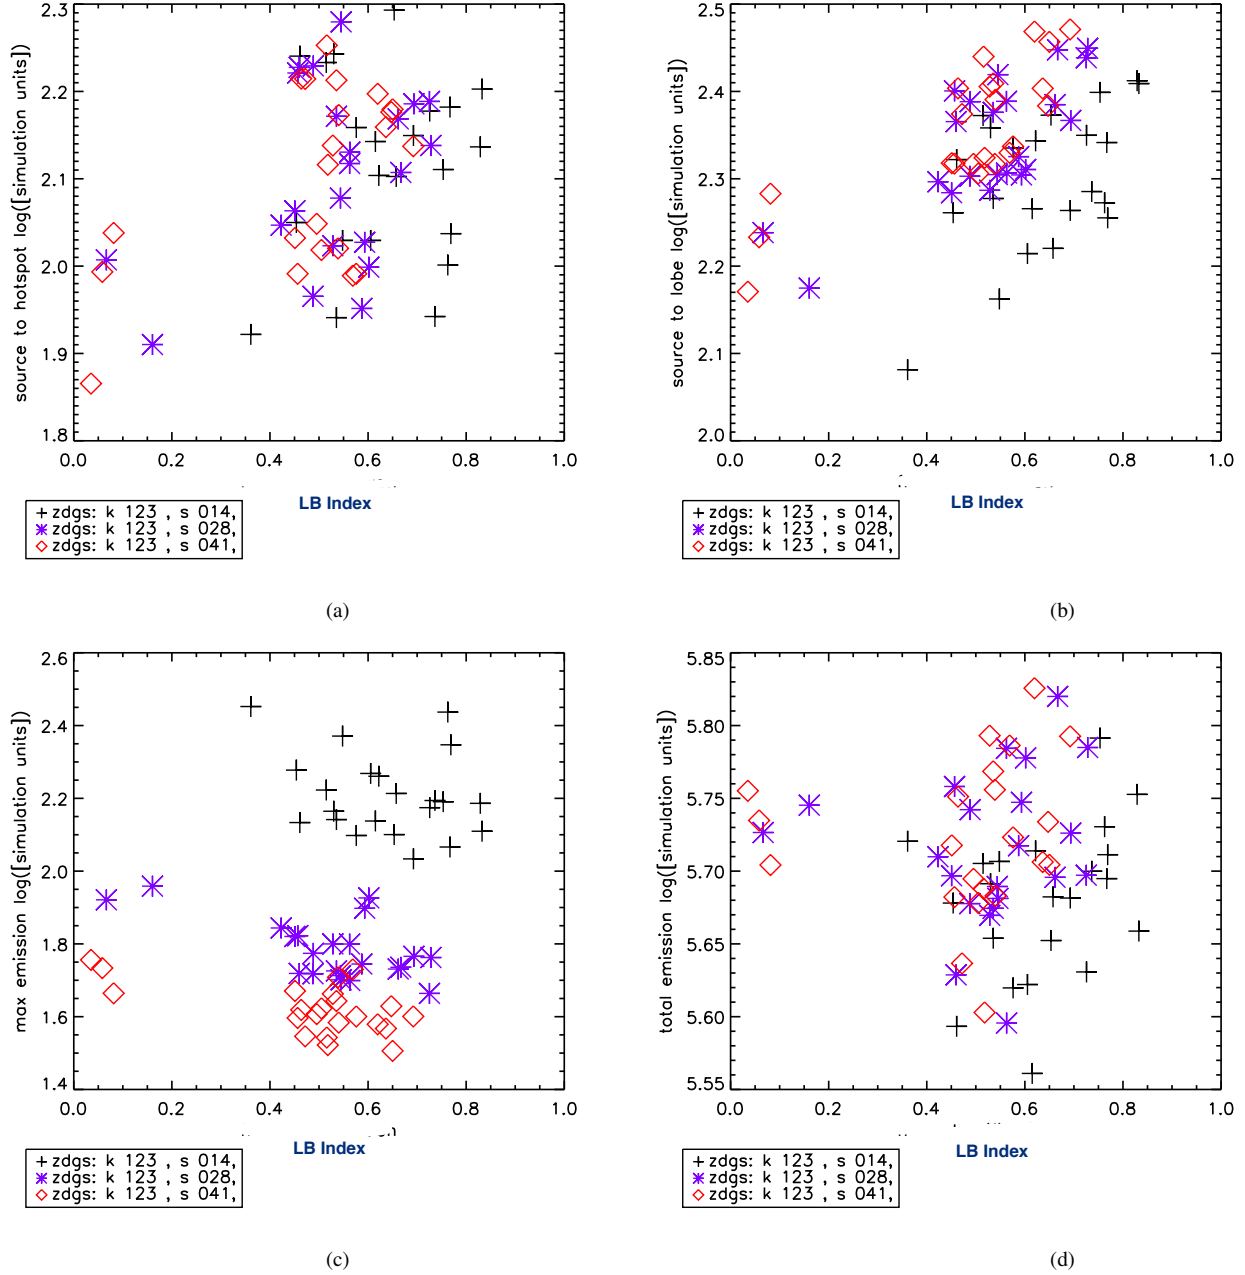 source to hotspot log([simulation units])
2.3
2.2
2.1
2.0
1.9
1.8
0.0 0.2 0.4 0.6 0.8 1.0
LB Index
zdgs: k 123 , s 014,
zdgs: k 123 , s 028,
zdgs: k 123 , s 041,
(a)
source to lobe log([simulation units])
2.5
2.4
2.3
2.2
2.1
2.0
0.0 0.2 0.4 0.6 0.8 1.0
LB Index
zdgs: k 123 , s 014,
zdgs: k 123 , s 028,
zdgs: k 123 , s 041,
(b)
max emission log([simulation units])
2.6
2.4
2.2
2.0
1.8
1.6
1.4
0.0 0.2 0.4 0.6 0.8 1.0
LB Index
zdgs: k 123 , s 014,
zdgs: k 123 , s 028,
zdgs: k 123 , s 041,
(c)
total emission log([simulation units])
5.85
5.80
5.75
5.70
5.65
5.60
5.55
0.0 0.2 0.4 0.6 0.8 1.0
LB Index
zdgs: k 123 , s 014,
zdgs: k 123 , s 028,
zdgs: k 123 , s 041,
(d)